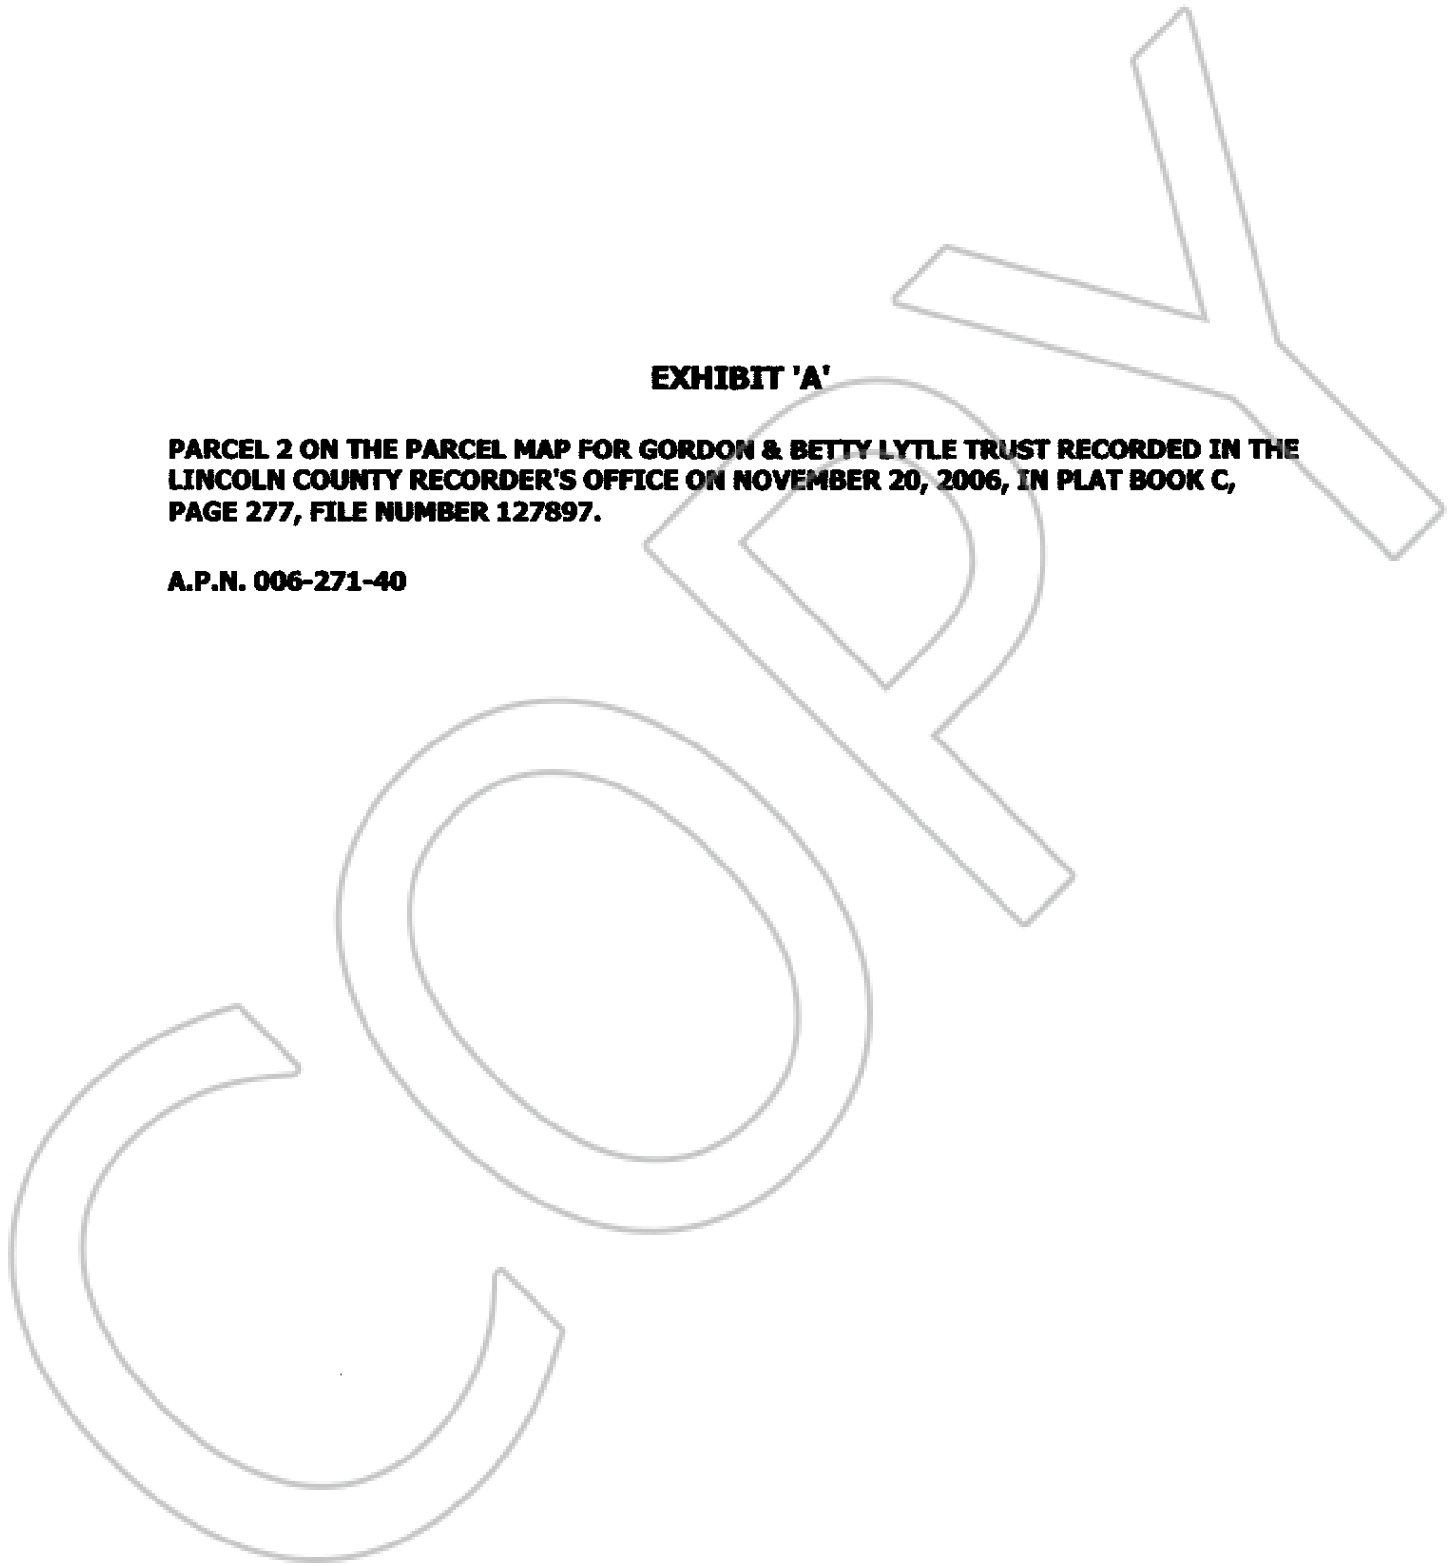 EXHIBIT 'A'
PARCEL 2 ON THE PARCEL MAP FOR GORDON & BETTY LYTLE TRUST RECORDED IN THE
LINCOLN COUNTY RECORDER'S OFFICE ON NOVEMBER 20, 2006, IN PLAT BOOK C,
PAGE 277, FILE NUMBER 127897.
A.P.N. 006-271-40
COPY